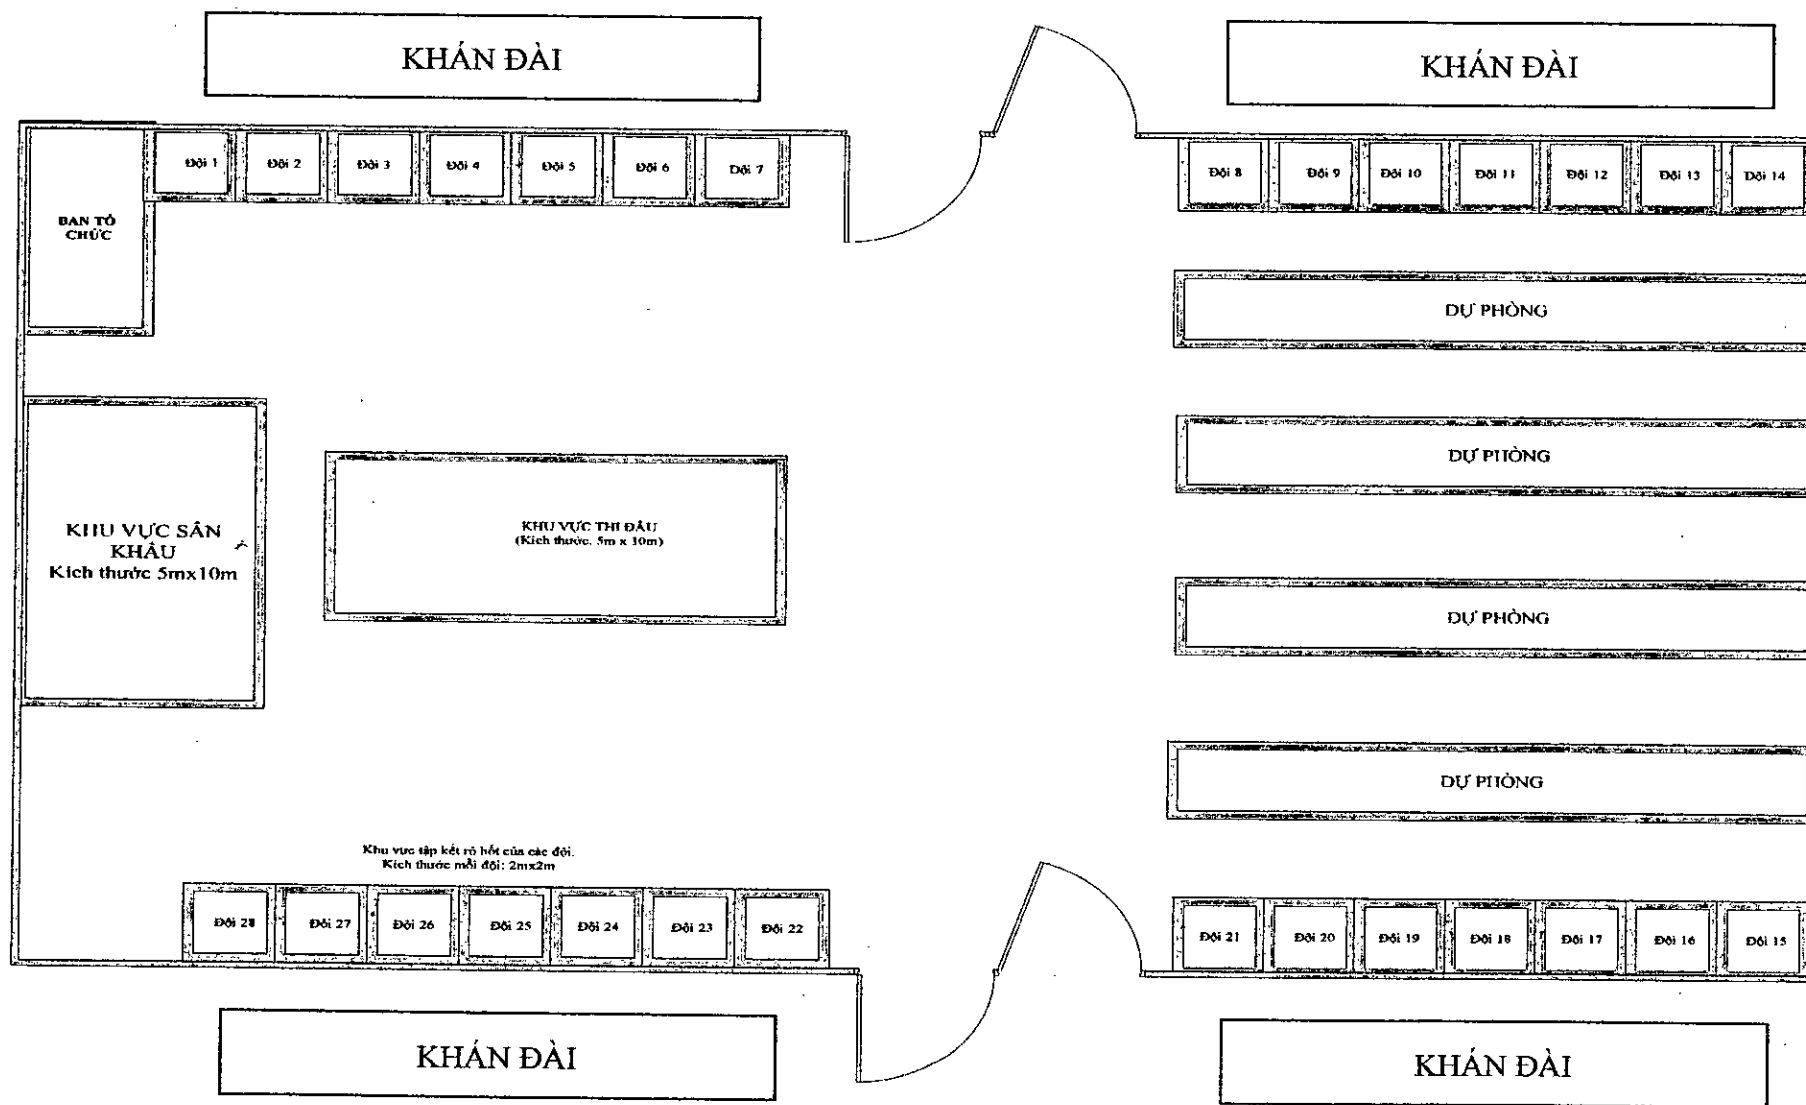 KHÁN ĐÀI
KHÁN ĐÀI
Đội 1
Đội 2
Đội 3
Đội 4
Đội 5
Đội 6
Đội 7
Đội 8
Đội 9
Đội 10
Đội 11
Đội 12
Đội 13
Đội 14
BAN TỔ
CHỨC
DỰ PHÒNG
DỰ PHÒNG
KHU VỰC SÂN
KHẤU
Kích thước 5mx10m
KHU VỰC THI ĐẤU
(Kích thước. 5m x 10m)
DỰ PHÒNG
DỰ PHÒNG
Khu vực tập kết rô bốt của các đội.
Kích thước mỗi đội: 2mx2m
Đội 28
Đội 27
Đội 26
Đội 25
Đội 24
Đội 23
Đội 22
Đội 21
Đội 20
Đội 19
Đội 18
Đội 17
Đội 16
Đội 15
KHÁN ĐÀI
KHÁN ĐÀI